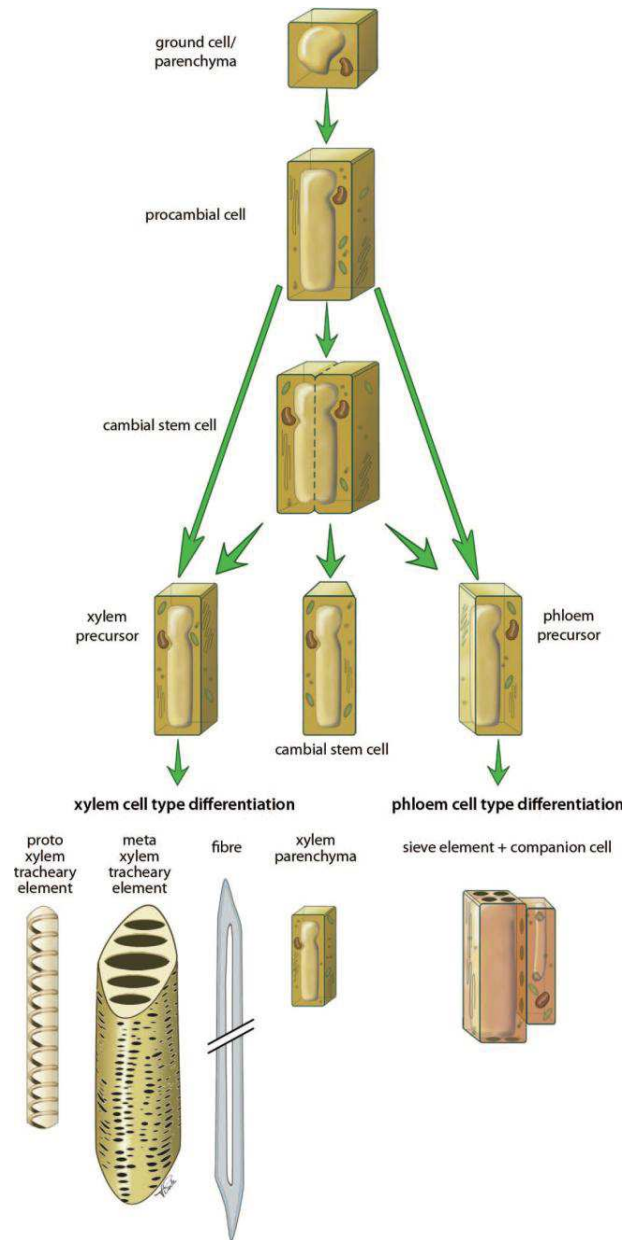 ground cell/
parenchyma
procambial cell
cambial stem cell
xylem
precursor
phloem
precursor
cambial stem cell
xylem cell type differentiation
phloem cell type differentiation
proto
xylem
tracheary
element
meta
xylem
tracheary
element
fibre
xylem
parenchyma
sieve element + companion cell